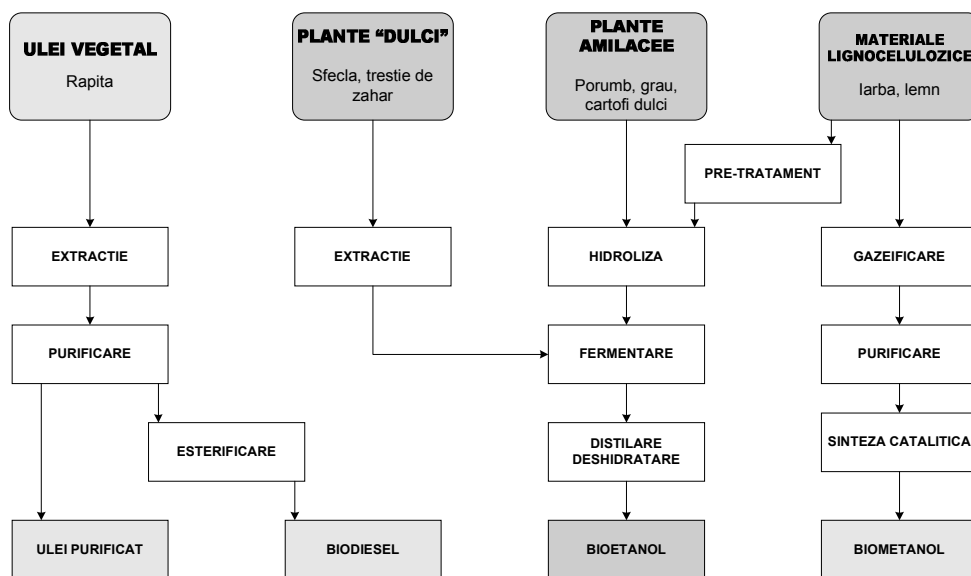 ULEI VEGETAL
Rapita
PLANTE “DULCI”
Sfecla, trestie de
zahar
PLANTE
AMILACEE
Porumb, grau,
cartofi dulci
MATERIALE
LIGNOCELULOZICE
Iarba, lemn
PRE-TRATAMENT
EXTRACTIE
EXTRACTIE
HIDROLIZA
GAZEIFICARE
PURIFICARE
FERMENTARE
PURIFICARE
ESTERIFICARE
DISTILARE
DESHIDRATARE
SINTEZA CATALITICA
ULEI PURIFICAT
BIODIESEL
BIOETANOL
BIOMETANOL